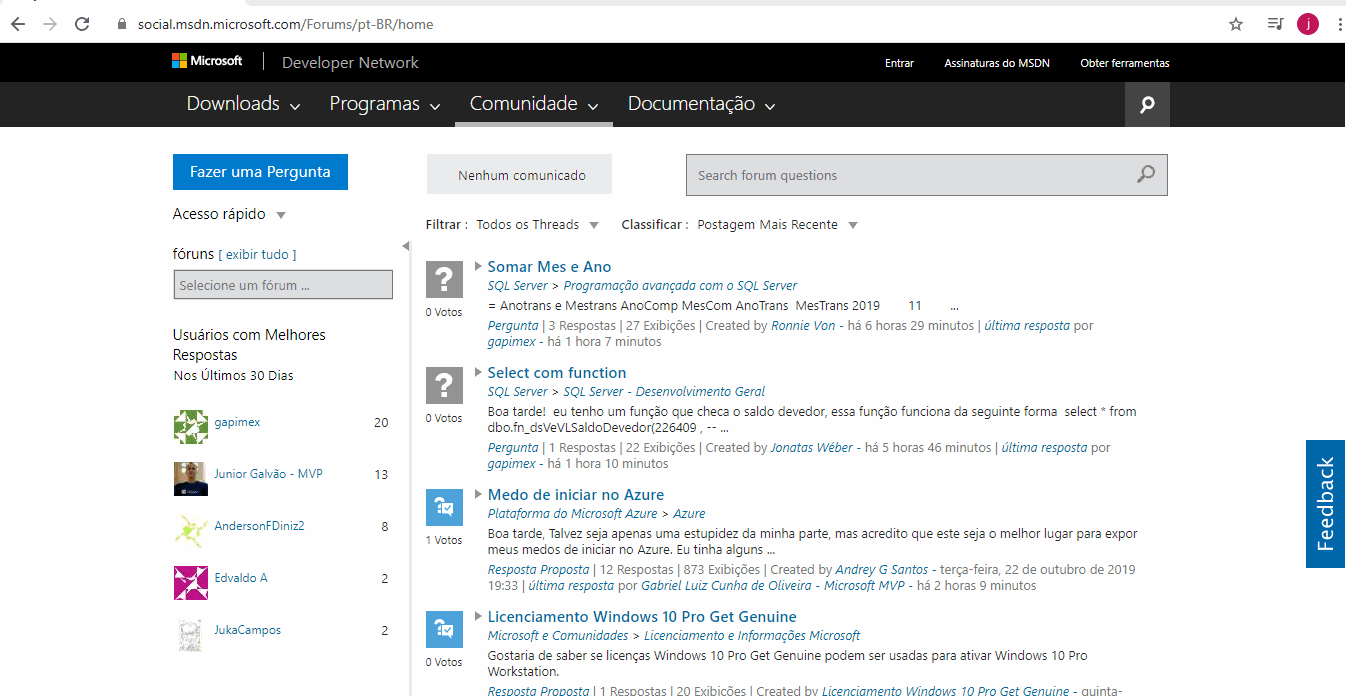 social.msdn.microsoft.com/Forums/pt-BR/home
j
Microsoft
Developer Network
Entrar
Assinaturas do MSDN
Obter ferramentas
Downloads
Programas
Comunidade
Documentação
Fazer uma Pergunta
Nenhum comunicado
Search forum questions
Acesso rápido
Filtrar : Todos os Threads
Classificar : Postagem Mais Recente
fóruns [ exibir tudo ]
Selecione um fórum ...
Usuários com Melhores
Respostas
Nos Últimos 30 Dias
gapimex 20
Junior Galvão - MVP 13
AndersonFDiniz2 8
Edvaldo A 2
JukaCampos 2
?
0 Votos
Somar Mes e Ano
SQL Server > Programação avançada com o SQL Server
= Anotrans e Mestrans AnoComp MesCom AnoTrans MesTrans 2019 11 ...
Pergunta | 3 Respostas | 27 Exibições | Created by Ronnie Von - há 6 horas 29 minutos | última resposta por
gapimex - há 1 hora 7 minutos
?
0 Votos
Select com function
SQL Server > SQL Server - Desenvolvimento Geral
Boa tarde! eu tenho um função que checa o saldo devedor, essa função funciona da seguinte forma select * from
dbo.fn_dsVeVLSaldoDevedor(226409 , -- ...
Pergunta | 1 Respostas | 22 Exibições | Created by Jonatas Wéber - há 5 horas 46 minutos | última resposta por
gapimex - há 1 hora 10 minutos
1 Votos
Medo de iniciar no Azure
Plataforma do Microsoft Azure > Azure
Boa tarde, Talvez seja apenas uma estupidez da minha parte, mas acredito que este seja o melhor lugar para expor
meus medos de iniciar no Azure. Eu tinha alguns ...
Resposta Proposta | 12 Respostas | 873 Exibições | Created by Andrey G Santos - terça-feira, 22 de outubro de 2019
19:33 | última resposta por Gabriel Luiz Cunha de Oliveira - Microsoft MVP - há 2 horas 9 minutos
0 Votos
Licenciamento Windows 10 Pro Get Genuine
Microsoft e Comunidades > Licenciamento e Informações Microsoft
Gostaria de saber se licenças Windows 10 Pro Get Genuine podem ser usadas para ativar Windows 10 Pro
Workstation.
Resposta Proposta | 1 Respostas | 20 Exibições | Created by Licenciamento Windows 10 Pro Get Genuine - quinta-
Feedback